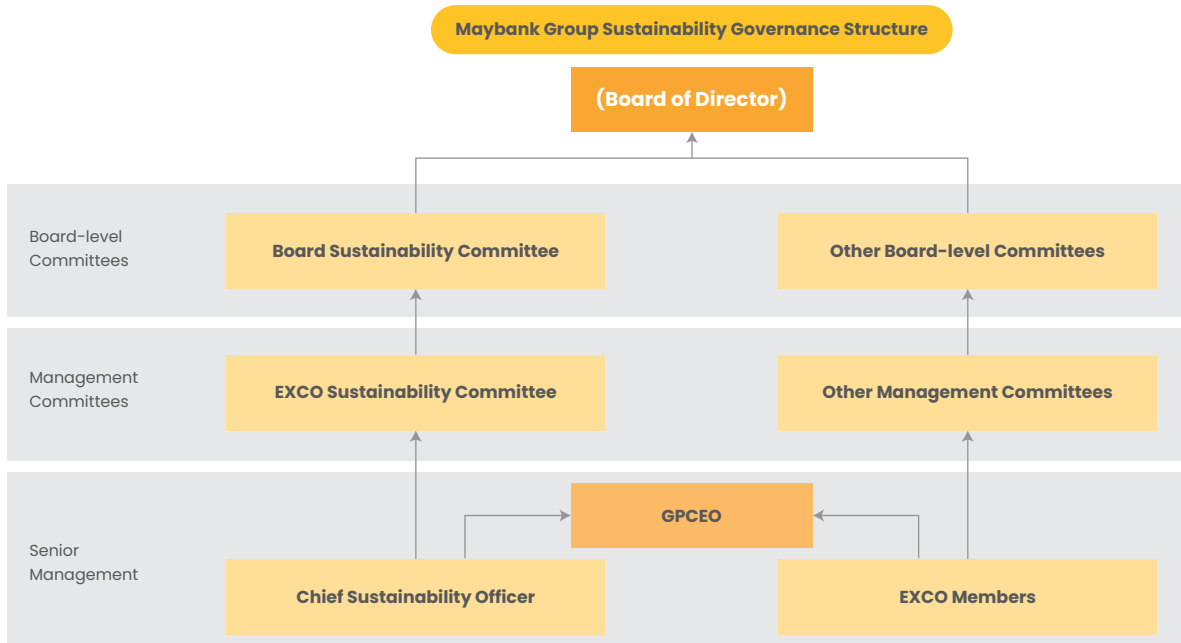 Maybank Group Sustainability Governance Structure
(Board of Director)
Board-level
Committees
Board Sustainability Committee
Other Board-level Committees
Management
Committees
EXCO Sustainability Committee
Other Management Committees
GPCEO
Senior
Management
Chief Sustainability Officer
EXCO Members